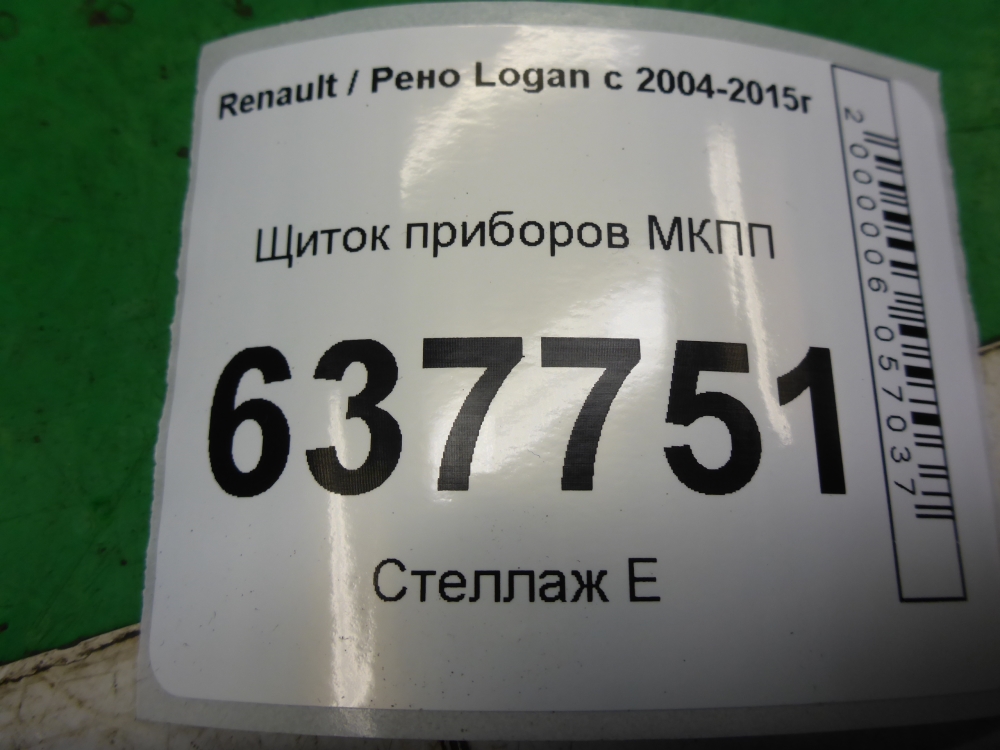 Renault / Рено Logan с 2004-2015г
Щиток приборов МКПП
637751
Стеллаж Е
2000006057037